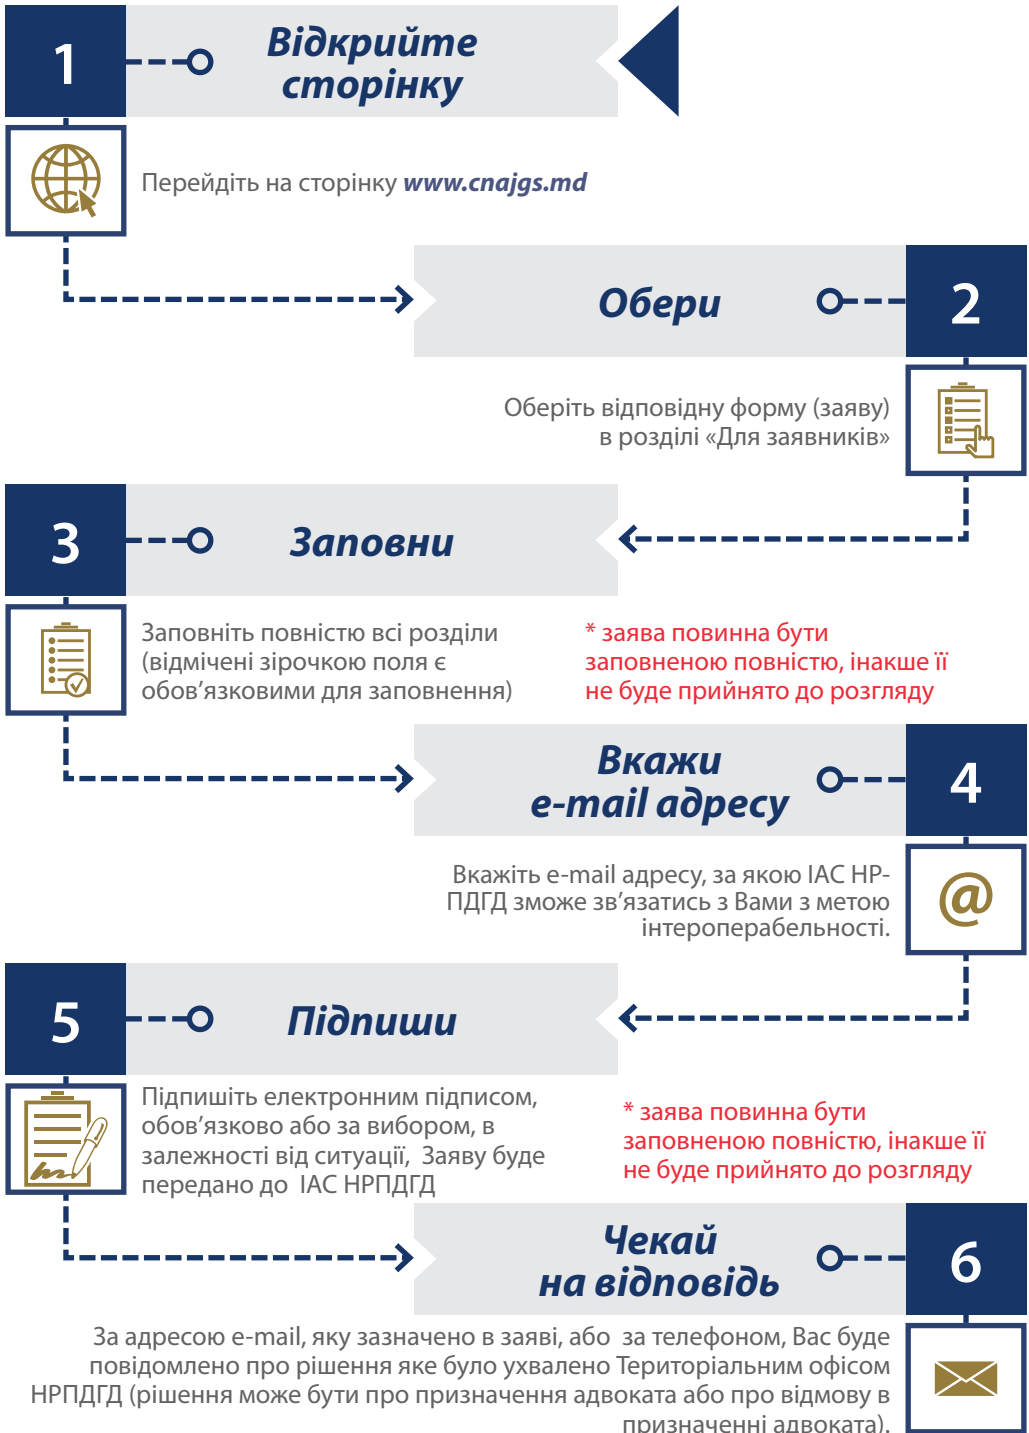 1
Відкрийте
сторінку
Перейдіть на сторінку www.cnajgs.md
Обери
2
Оберіть відповідну форму (заяву)
в розділі «Для заявників»
3
Заповни
Заповніть повністю всі розділи
(відмічені зірочкою поля є
обов’язковими для заповнення)
* заява повинна бути
заповненою повністю, інакше її
не буде прийнято до розгляду
Вкажи
e-mail адресу
4
Вкажіть e-mail адресу, за якою ІАС НР-
ПДГД зможе зв’язатись з Вами з метою
інтероперабельності.
@
5
Підпиши
Підпишіть електронним підписом,
обов’язково або за вибором, в
залежності від ситуації, Заяву буде
передано до ІАС НРПДГД
* заява повинна бути
заповненою повністю, інакше її
не буде прийнято до розгляду
Чекай
на відповідь
6
За адресою e-mail, яку зазначено в заяві, або за телефоном, Вас буде
повідомлено про рішення яке було ухвалено Територіальним офісом
НРПДГД (рішення може бути про призначення адвоката або про відмову в
призначенні адвоката).